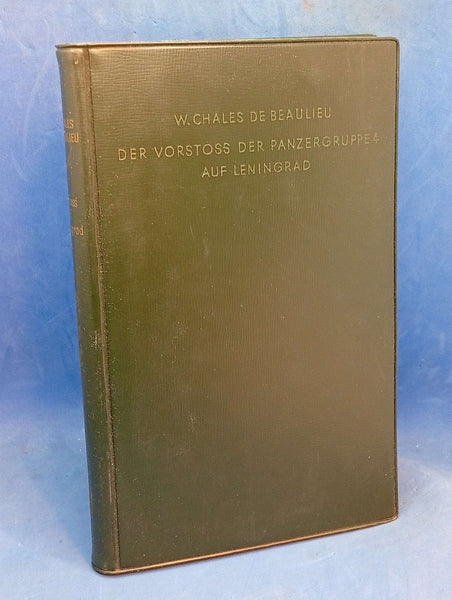 W. CHALES DE BEAULIEU
DER VORSTOSS DER PANZERGRUPPE 4
AUF LENINGRAD